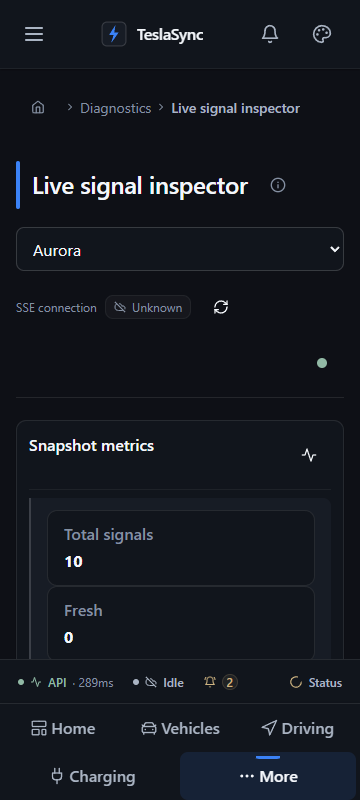 TeslaSync
Diagnostics
Live signal inspector
Live signal inspector
Aurora
SSE connection
Unknown
Snapshot metrics
Total signals
10
Fresh
0
API · 289ms
Idle
2
Status
Home
Vehicles
Driving
Charging
More